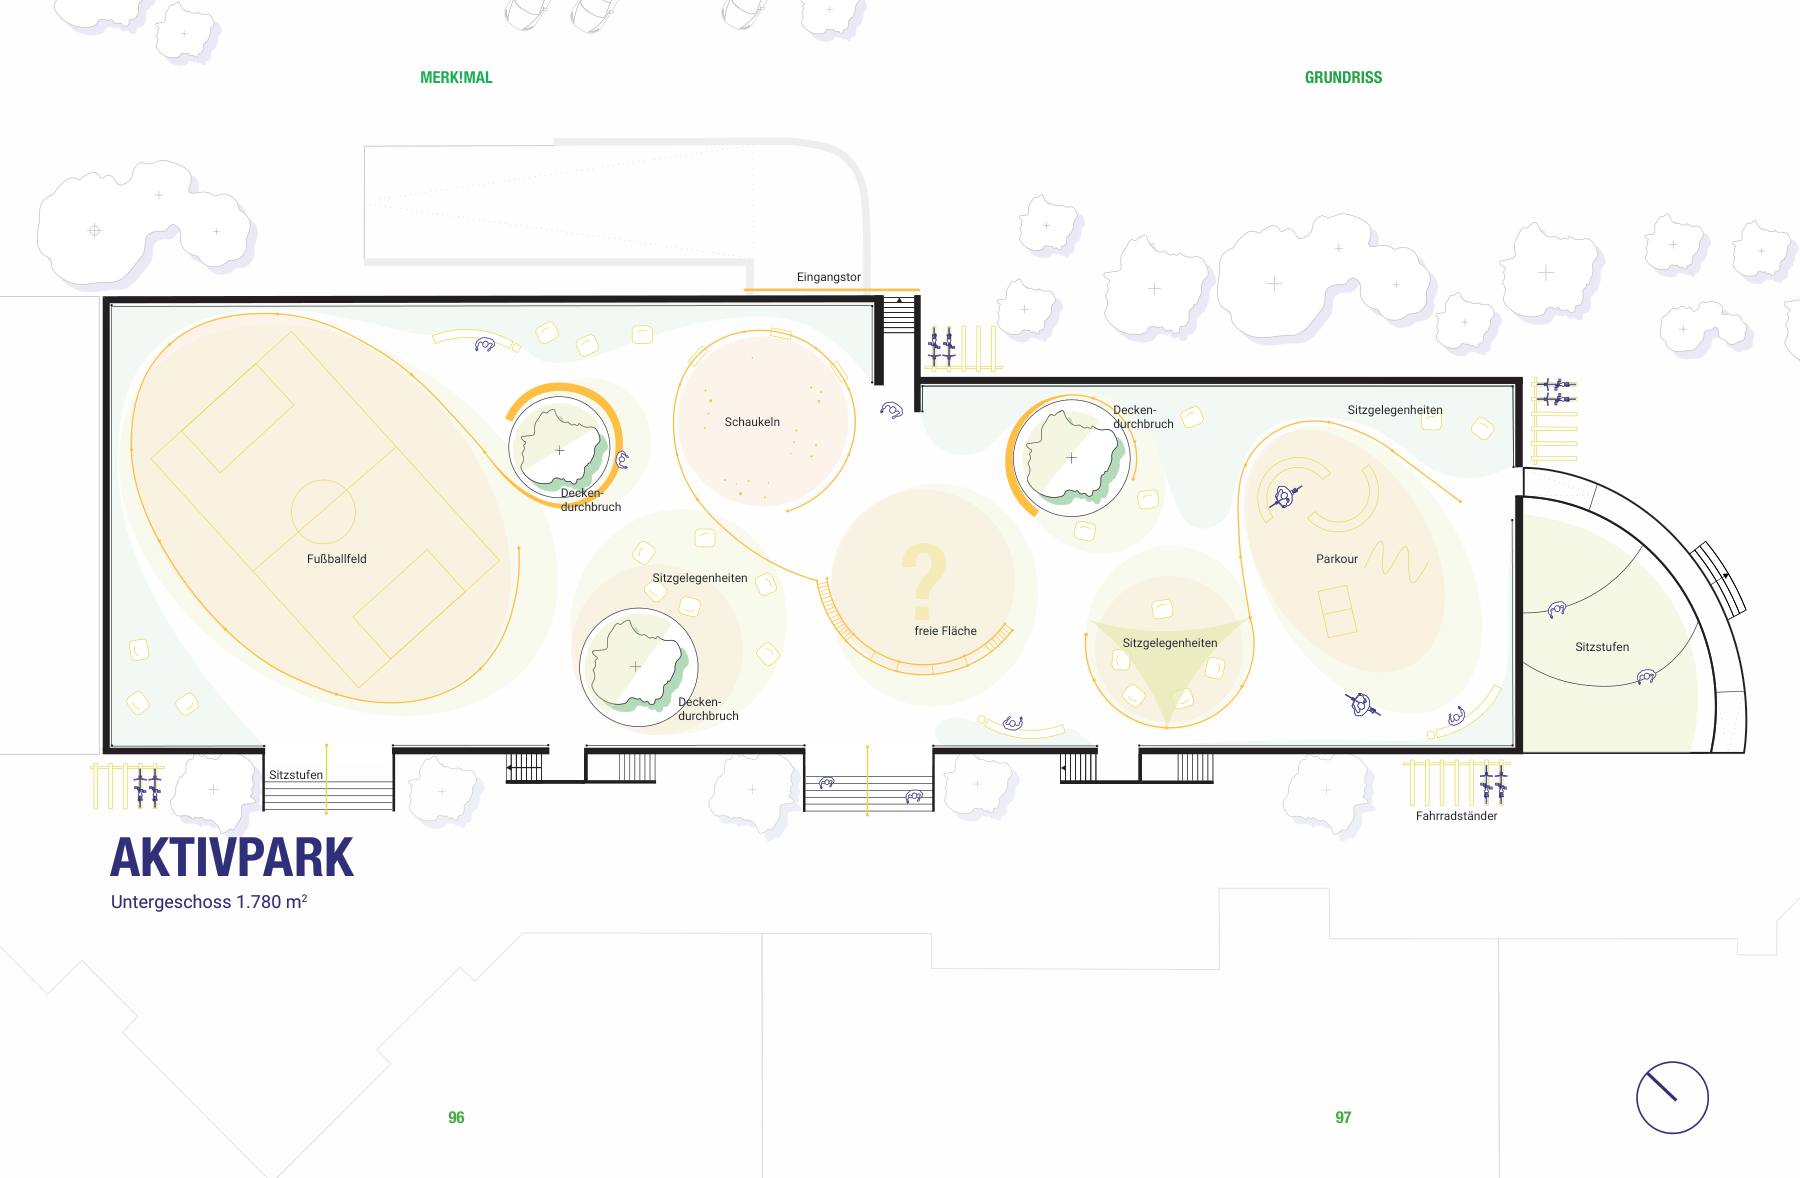 MERK!MAL
GRUNDRISS
Eingangstor
Decken-
durchbruch
Sitzgelegenheiten
Schaukeln
Decken-
durchbruch
Fußballfeld
Sitzgelegenheiten
?
freie Fläche
Parkour
Sitzgelegenheiten
Sitzstufen
Decken-
durchbruch
Sitzstufen
Fahrradständer
AKTIVPARK
Untergeschoss 1.780 m²
96
97